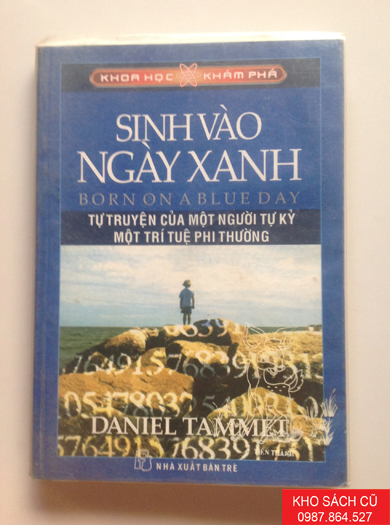 KHOA HỌC KHÁM PHÁ
SINH VÀO
NGÀY XANH
BORN ON A BLUE DAY
TỰ TRUYỆN CỦA MỘT NGƯỜI TỰ KỶ
MỘT TRÍ TUỆ PHI THƯỜNG
DANIEL TAMMET
NHÀ XUẤT BẢN TRẺ
KHO SÁCH CŨ
0987.864.527